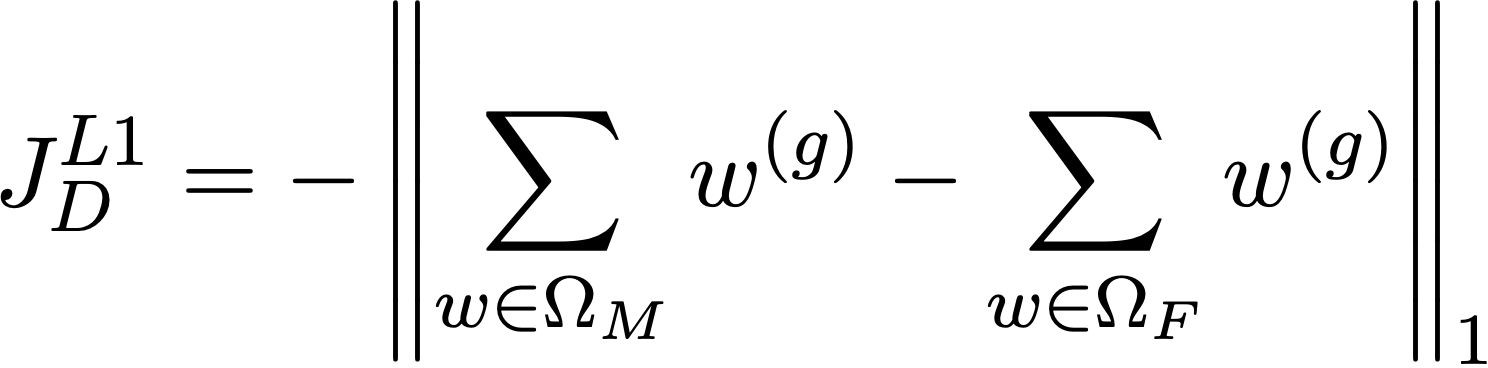 $J_D^{L1} = - \left\| \sum_{w \in \Omega_M} w^{(g)} - \sum_{w \in \Omega_F} w^{(g)} \right\|_1$